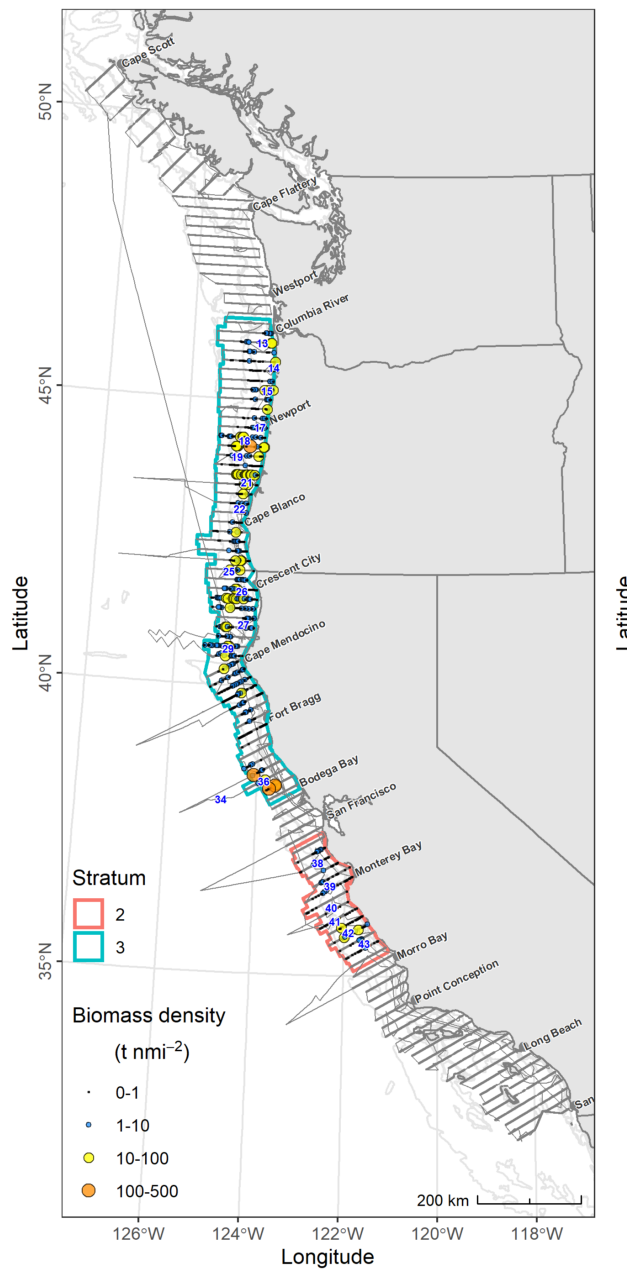 Cape Scott
50°N
Cape Flattery
Westport
Columbia River
13
14
45°N
15
Newport
17
18
19
21
22
Cape Blanco
25
Crescent City
26
27
29
Cape Mendocino
40°N
Fort Bragg
36
Bodega Bay
34
San Francisco
38
Monterey Bay
39
40
41
42
43
Morro Bay
35°N
Point Conception
Long Beach
San
Latitude
Latitude
Stratum
2
3
Biomass density
(t nmi−2)
0-1
1-10
10-100
100-500
200 km
126°W
124°W
122°W
120°W
118°W
Longitude